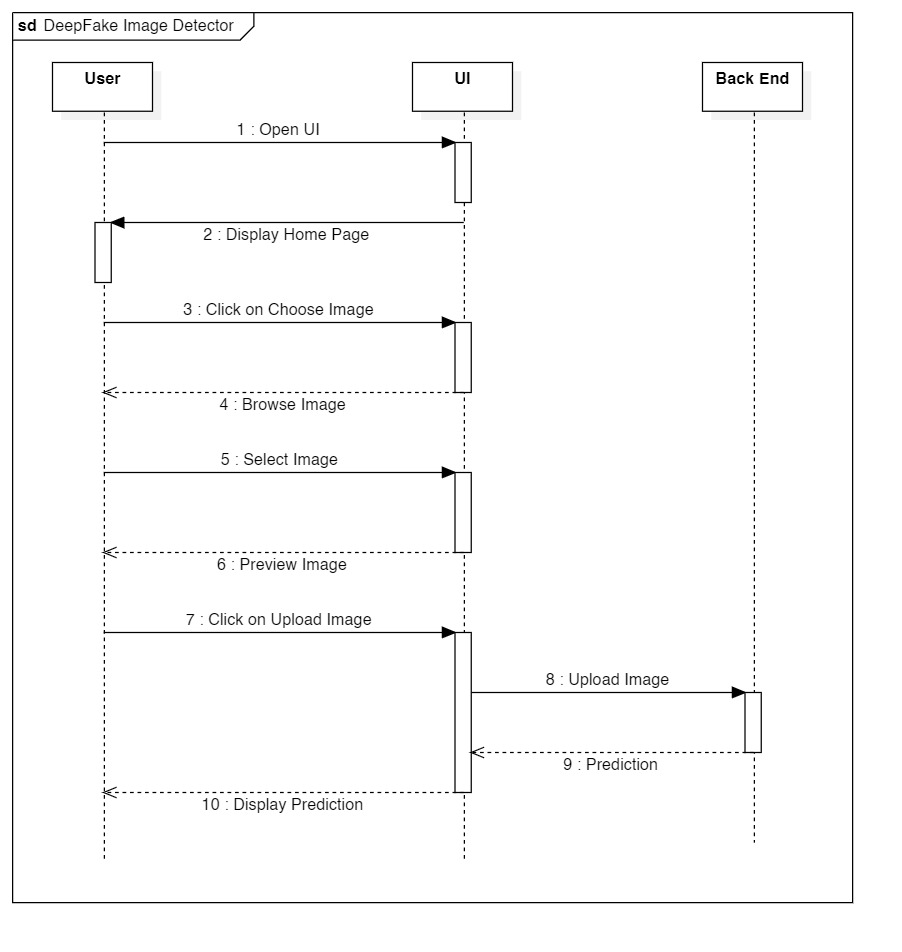 sd DeepFake Image Detector
User
UI
Back End
1 : Open UI
2 : Display Home Page
3 : Click on Choose Image
4 : Browse Image
5 : Select Image
6 : Preview Image
7 : Click on Upload Image
8 : Upload Image
9 : Prediction
10 : Display Prediction